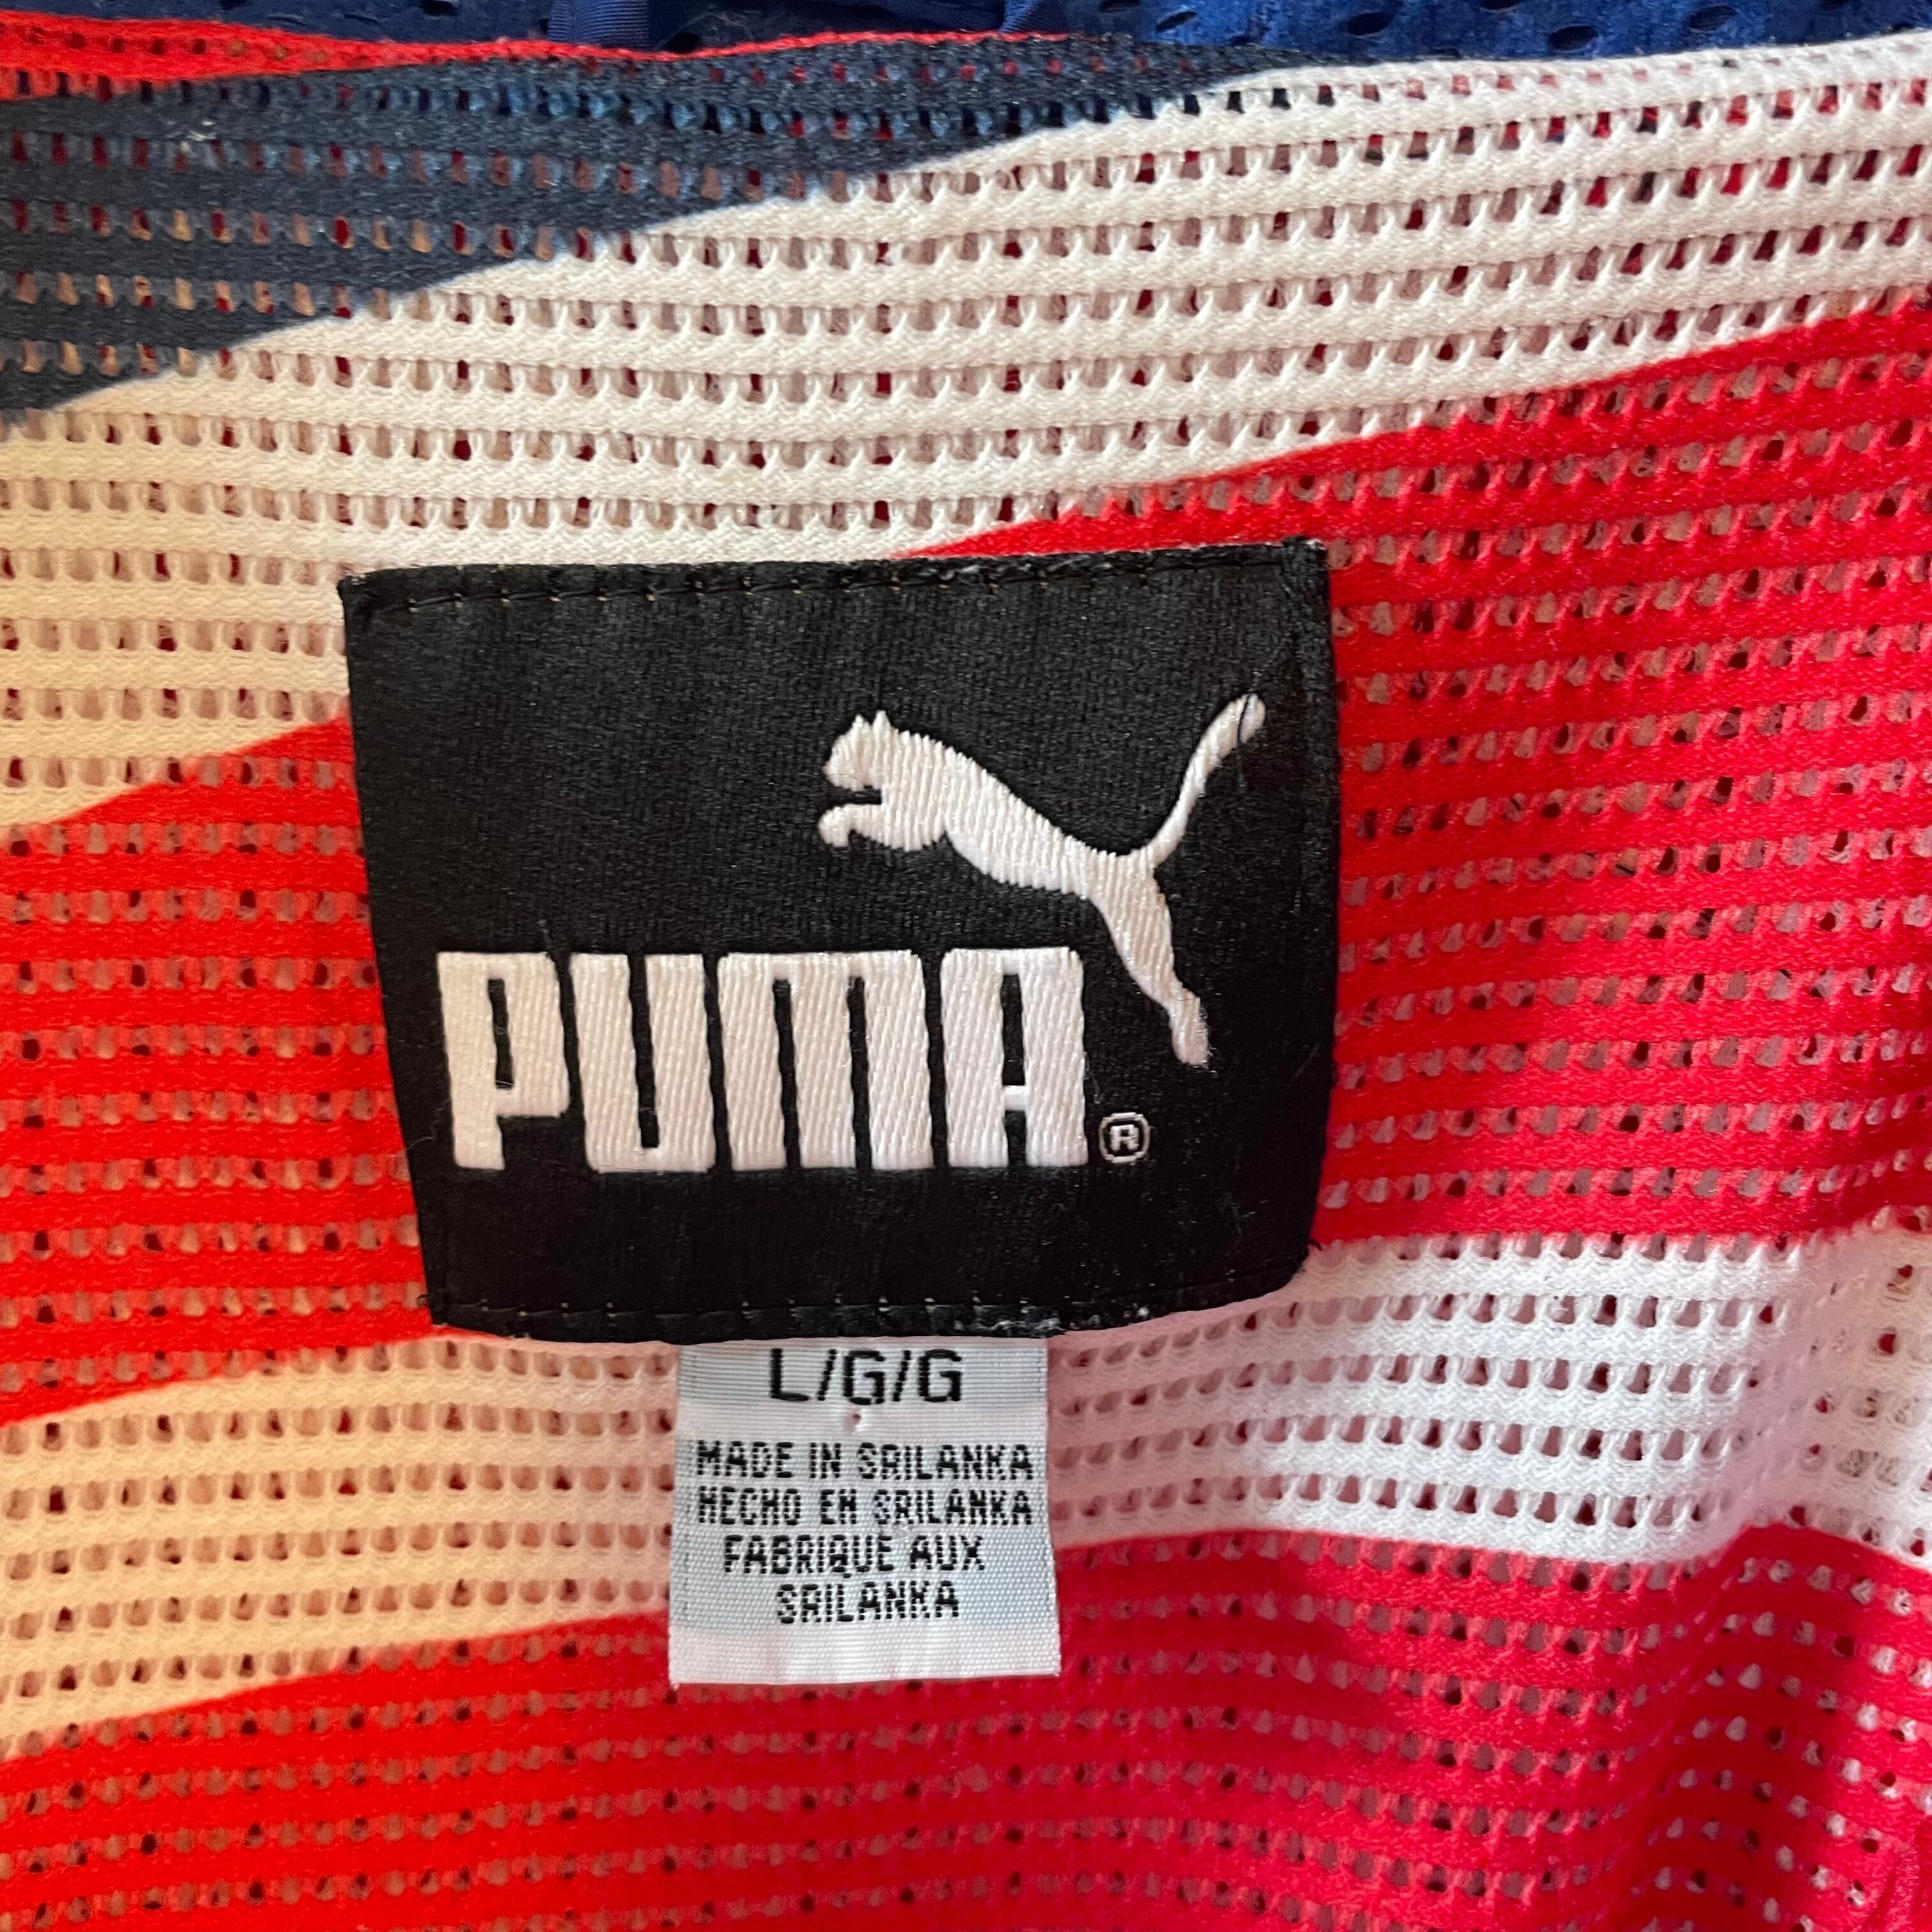 PUMA®
L/G/G
MADE IN SRILANKA
HECHO EN SRILANKA
FABRIQUE AUX
SRILANKA